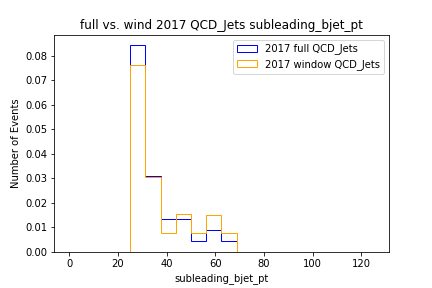 full vs. wind 2017 QCD_Jets subleading_bjet_pt
2017 full QCD_Jets
2017 window QCD_Jets
Number of Events
0.08
0.07
0.06
0.05
0.04
0.03
0.02
0.01
0.00
0 20 40 60 80 100 120
subleading_bjet_pt